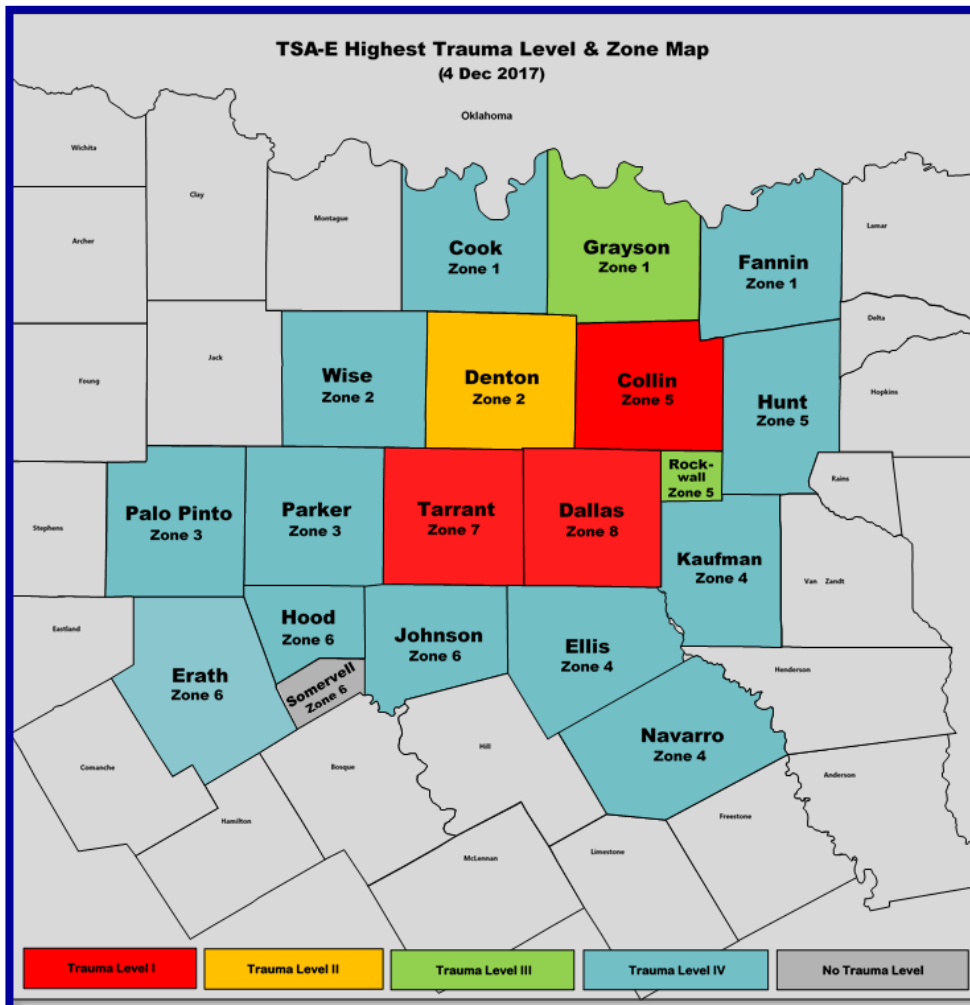 TSA-E Highest Trauma Level & Zone Map
(4 Dec 2017)
Oklahoma
Wichita
Clay
Montague
Archer
Cook
Zone 1
Grayson
Zone 1
Fannin
Zone 1
Lamar
Delta
Young
Jack
Wise
Zone 2
Denton
Zone 2
Collin
Zone 5
Hunt
Zone 5
Hopkins
Rock-
wall
Zone 5
Rains
Stephens
Palo Pinto
Zone 3
Parker
Zone 3
Tarrant
Zone 7
Dallas
Zone 8
Kaufman
Zone 4
Van Zandt
Eastland
Erath
Zone 6
Hood
Zone 6
Somervell
Zone 6
Johnson
Zone 6
Ellis
Zone 4
Henderson
Navarro
Zone 4
Comanche
Bosque
Hill
Anderson
Hamilton
Freestone
McLennan
Limestone
Trauma Level I
Trauma Level II
Trauma Level III
Trauma Level IV
No Trauma Level